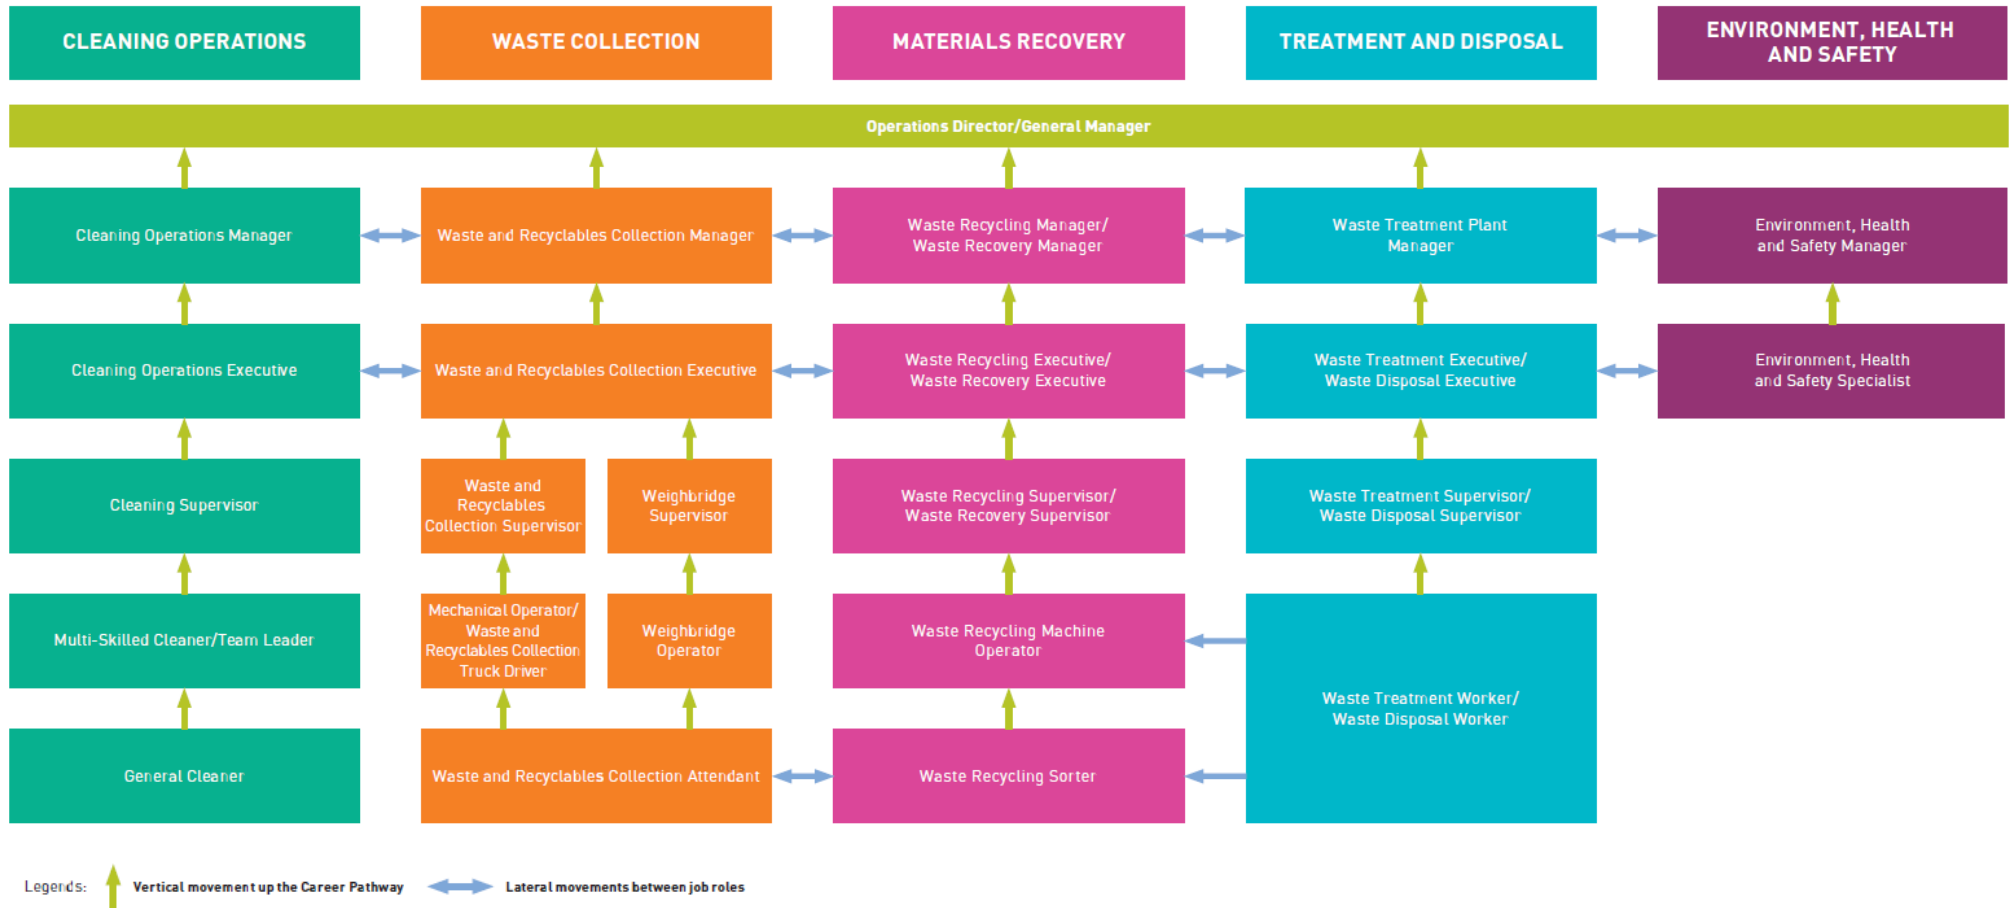 CLEANING OPERATIONS
WASTE COLLECTION
MATERIALS RECOVERY
TREATMENT AND DISPOSAL
ENVIRONMENT, HEALTH
AND SAFETY
Operations Director/General Manager
Cleaning Operations Manager
Waste and Recyclables Collection Manager
Waste Recycling Manager/
Waste Recovery Manager
Waste Treatment Plant
Manager
Environment, Health
and Safety Manager
Cleaning Operations Executive
Waste and Recyclables Collection Executive
Waste Recycling Executive/
Waste Recovery Executive
Waste Treatment Executive/
Waste Disposal Executive
Environment, Health
and Safety Specialist
Cleaning Supervisor
Waste and
Recyclables
Collection Supervisor
Weighbridge
Supervisor
Waste Recycling Supervisor/
Waste Recovery Supervisor
Waste Treatment Supervisor/
Waste Disposal Supervisor
Multi-Skilled Cleaner/Team Leader
Mechanical Operator/
Waste and
Recyclables Collection
Truck Driver
Weighbridge
Operator
Waste Recycling Machine
Operator
Waste Treatment Worker/
Waste Disposal Worker
General Cleaner
Waste and Recyclables Collection Attendant
Waste Recycling Sorter
Legends:
Vertical movement up the Career Pathway
Lateral movements between job roles